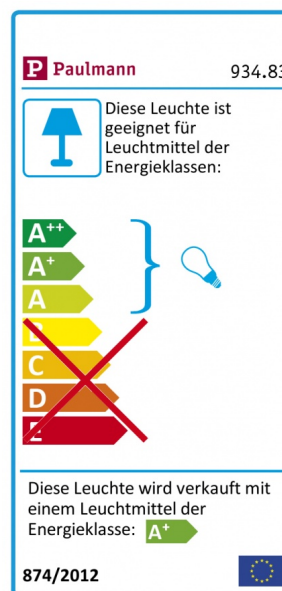 P Paulmann 934.83
Diese Leuchte ist
geeignet für
Leuchtmittel der
Energieklassen:
A++
A+
A
B
C
D
E
Diese Leuchte wird verkauft mit
einem Leuchtmittel der
Energieklasse: A+
874/2012